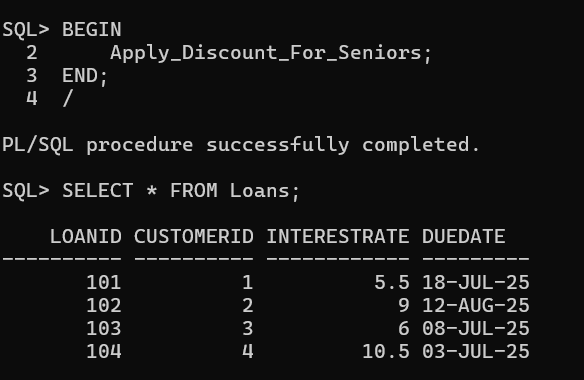 SQL> BEGIN
  2      Apply_Discount_For_Seniors;
  3  END;
  4  /

PL/SQL procedure successfully completed.

SQL> SELECT * FROM Loans;

    LOANID CUSTOMERID INTERESTRATE DUEDATE
---------- ---------- ------------ ---------
       101          1          5.5 18-JUL-25
       102          2            9 12-AUG-25
       103          3            6 08-JUL-25
       104          4         10.5 03-JUL-25